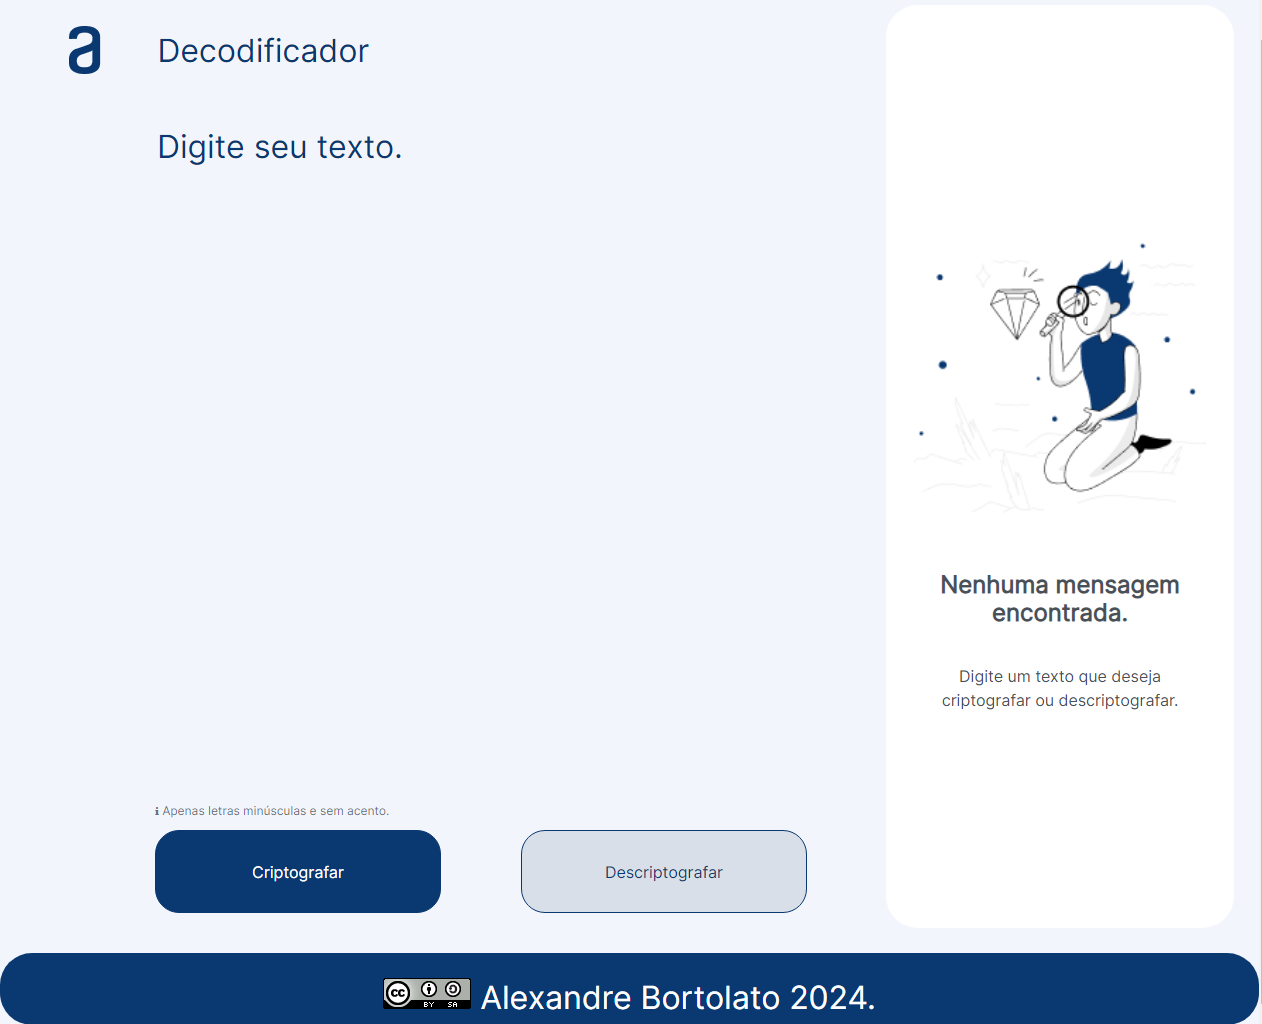 a
Decodificador
Digite seu texto.
Nenhuma mensagem
encontrada.
Digite um texto que deseja
criptografar ou descriptografar.
Apenas letras minúsculas e sem acento.
Criptografar
Descriptografar
cc BY SA Alexandre Bortolato 2024.